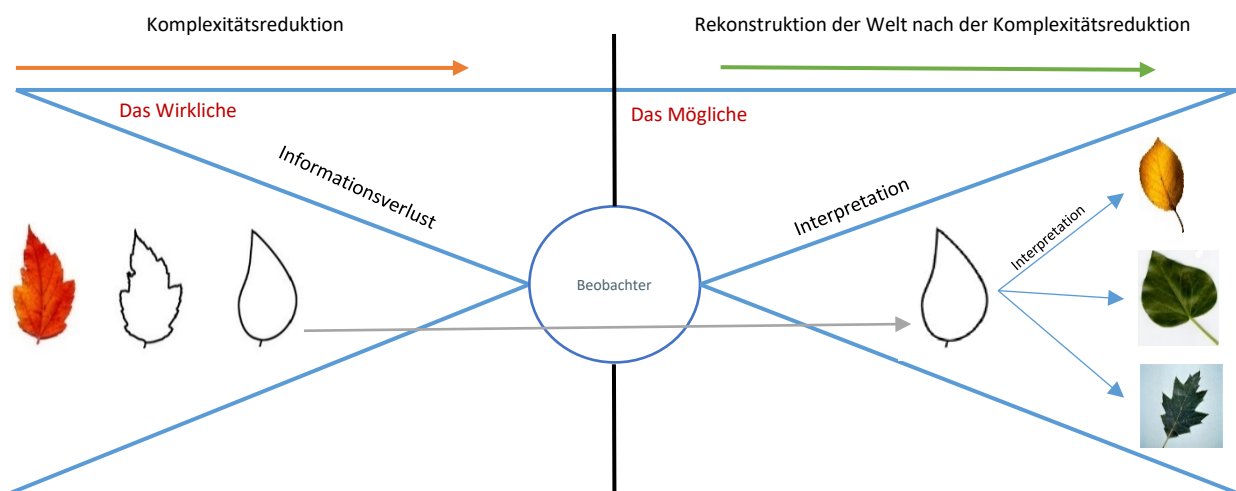 Komplexitätsreduktion
Rekonstruktion der Welt nach der Komplexitätsreduktion
Das Wirkliche
Das Mögliche
Informationsverlust
Interpretation
Interpretation
Beobachter